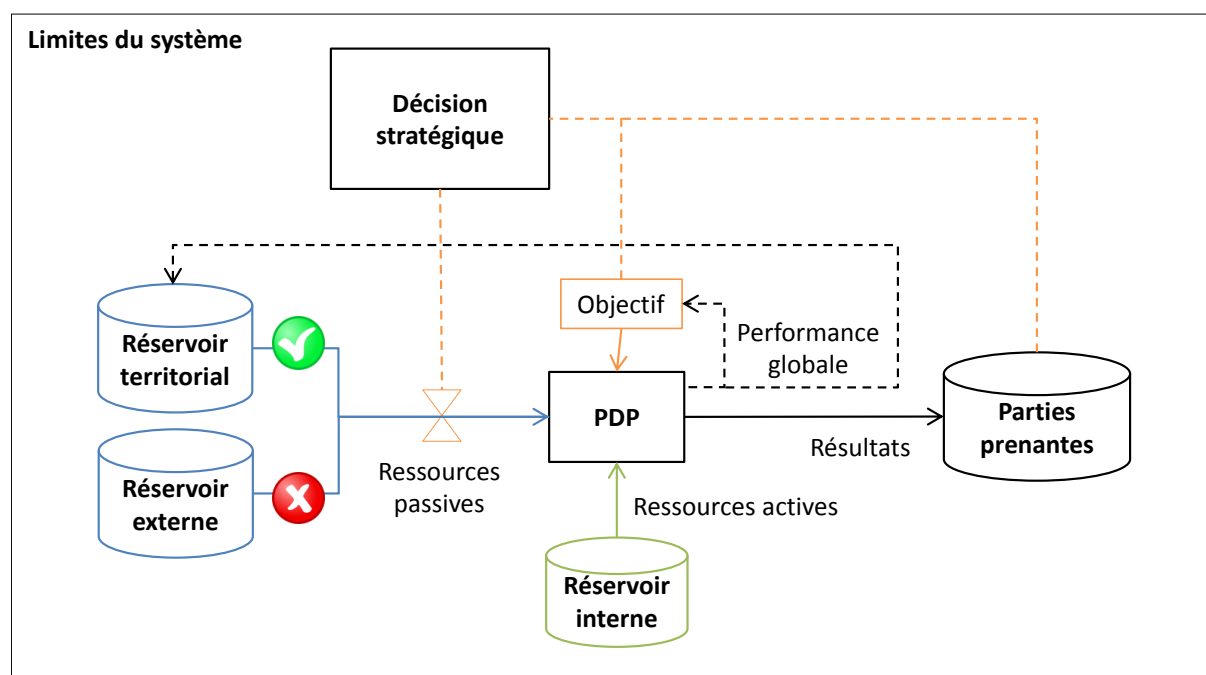 Limites du système
Décision
stratégique
Objectif
Performance
globale
Réservoir
territorial
PDP
Parties
prenantes
Résultats
Ressources
passives
Réservoir
externe
Ressources actives
Réservoir
interne